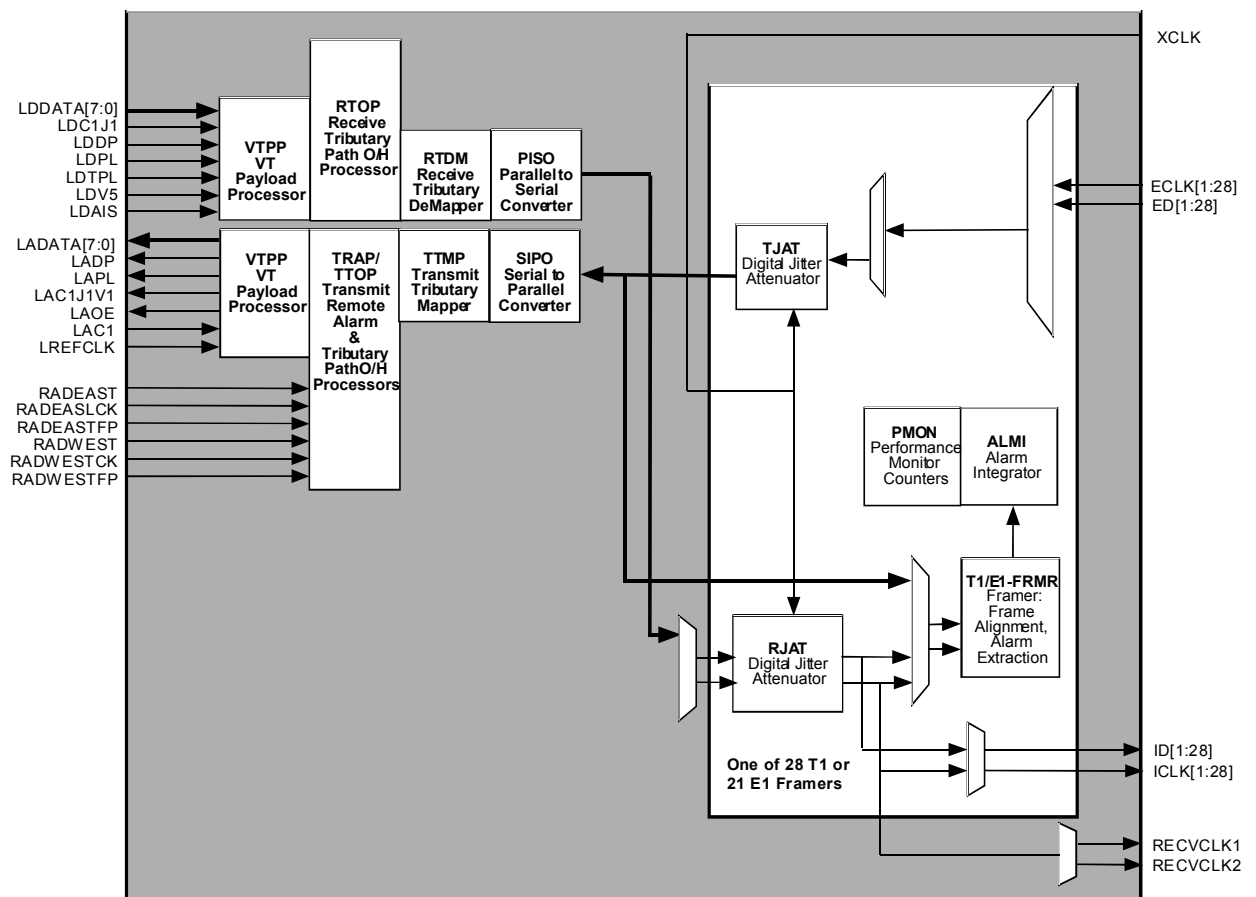 XCLK
LDDATA[7:0]
LDC1J1
LDDP
LDPL
LDTPL
LDV5
LDAIS
VTPP
VT
Payload
Processor
RTOP
Receive
Tributary
Path O/H
Processor
RTDM
Receive
Tributary
DeMapper
PISO
Parallel to
Serial
Converter
ECLK[1:28]
ED[1:28]
LADATA[7:0]
LADP
LAPL
LAC1J1V1
LAOE
LAC1
LREFCLK
VTPP
VT
Payload
Processor
TRAP/
TTOP
Transmit
Remote
Alarm
&
Tributary
PathO/H
Processors
TTMP
Transmit
Tributary
Mapper
SIPO
Serial to
Parallel
Converter
TJAT
Digital Jitter
Attenuator
RADEAST
RADEASLCK
RADEASTFP
RADWEST
RADWESTCK
RADWESTFP
PMON
Performance
Monitor
Counters
ALMI
Alarm
Integrator
T1/E1-FRMR
Framer:
Frame
Alignment,
Alarm
Extraction
RJAT
Digital Jitter
Attenuator
One of 28 T1 or
21 E1 Framers
ID[1:28]
ICLK[1:28]
RECVCLK1
RECVCLK2